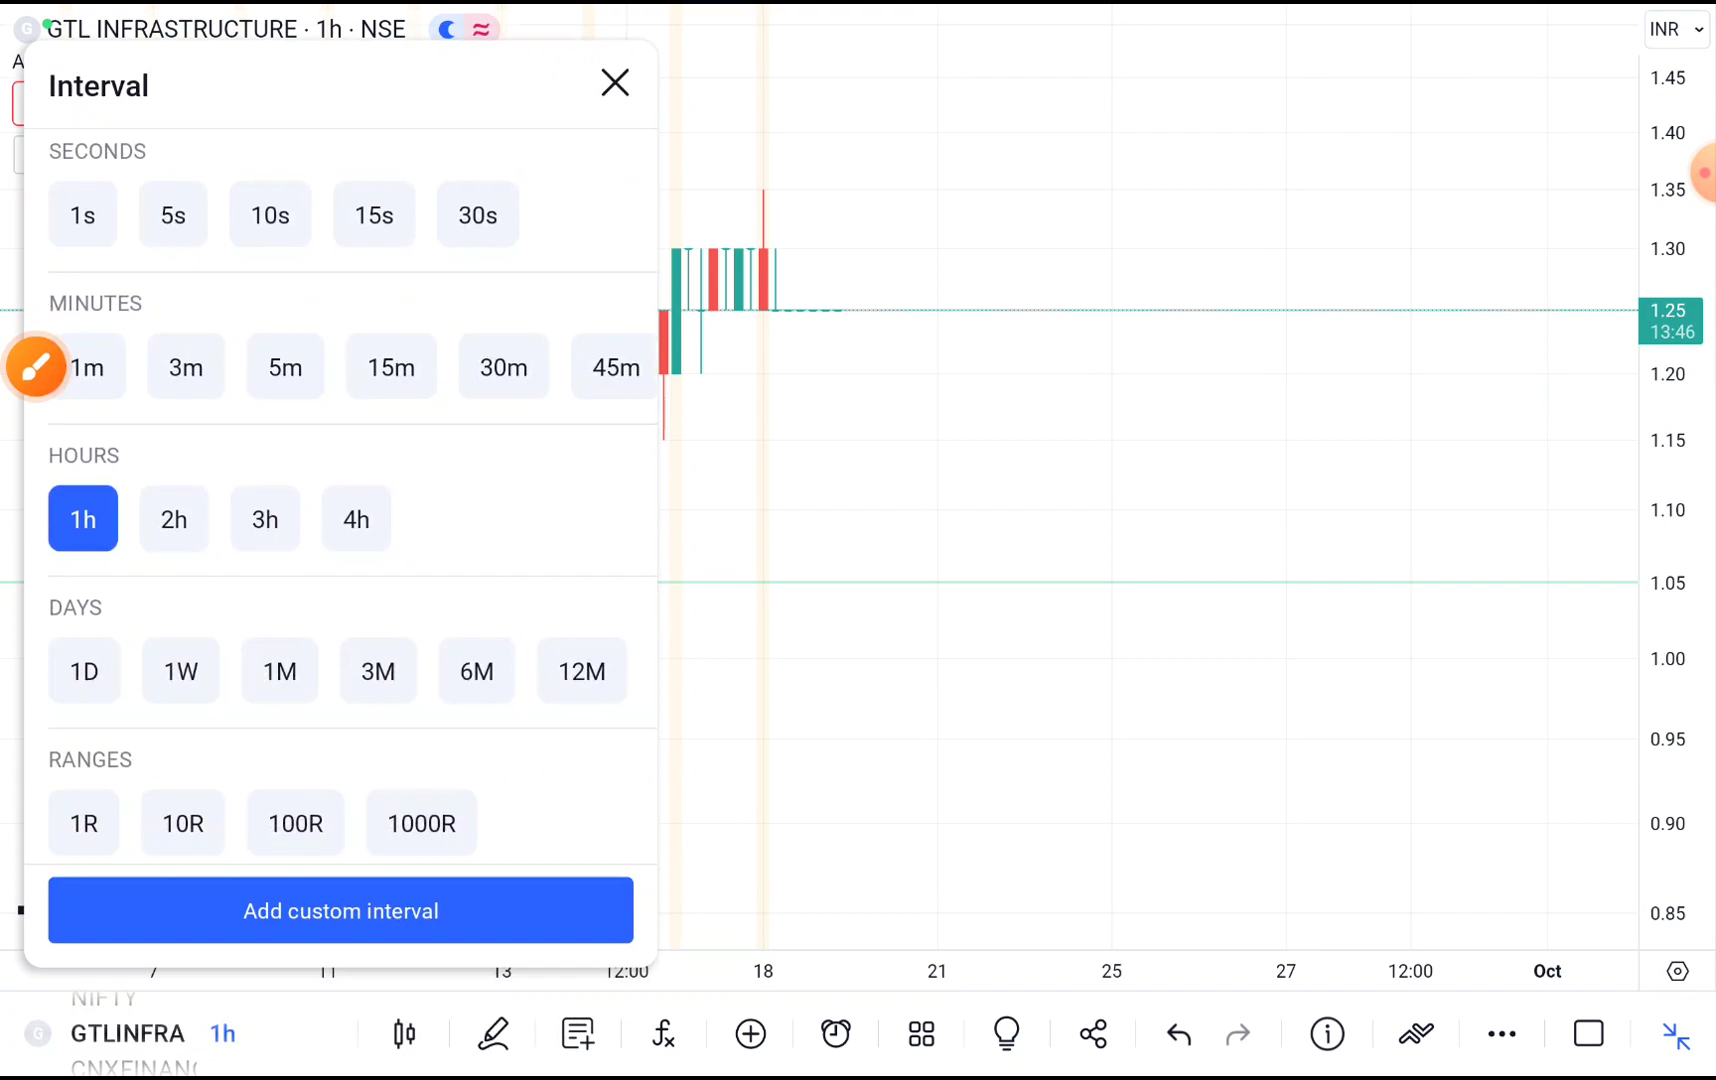 GTL INFRASTRUCTURE · 1h · NSE
INR
A
Interval
SECONDS
1s 5s 10s 15s 30s
MINUTES
1m 3m 5m 15m 30m 45m
HOURS
1h 2h 3h 4h
DAYS
1D 1W 1M 3M 6M 12M
RANGES
1R 10R 100R 1000R
Add custom interval
1.45
1.40
1.35
1.30
1.25
13:46
1.20
1.15
1.10
1.05
1.00
0.95
0.90
0.85
7 11 13 12:00 18 21 25 27 12:00 Oct
NIFTY
G GTLINFRA 1h
CNXFINANC